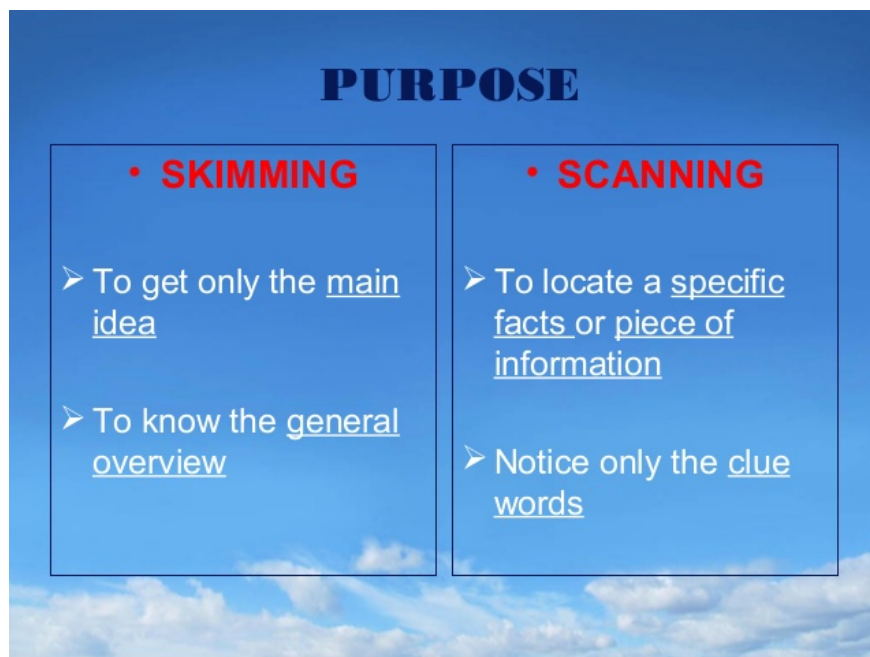 PURPOSE
• SKIMMING
➢ To get only the main
idea
➢ To know the general
overview
• SCANNING
➢ To locate a specific
facts or piece of
information
➢ Notice only the clue
words